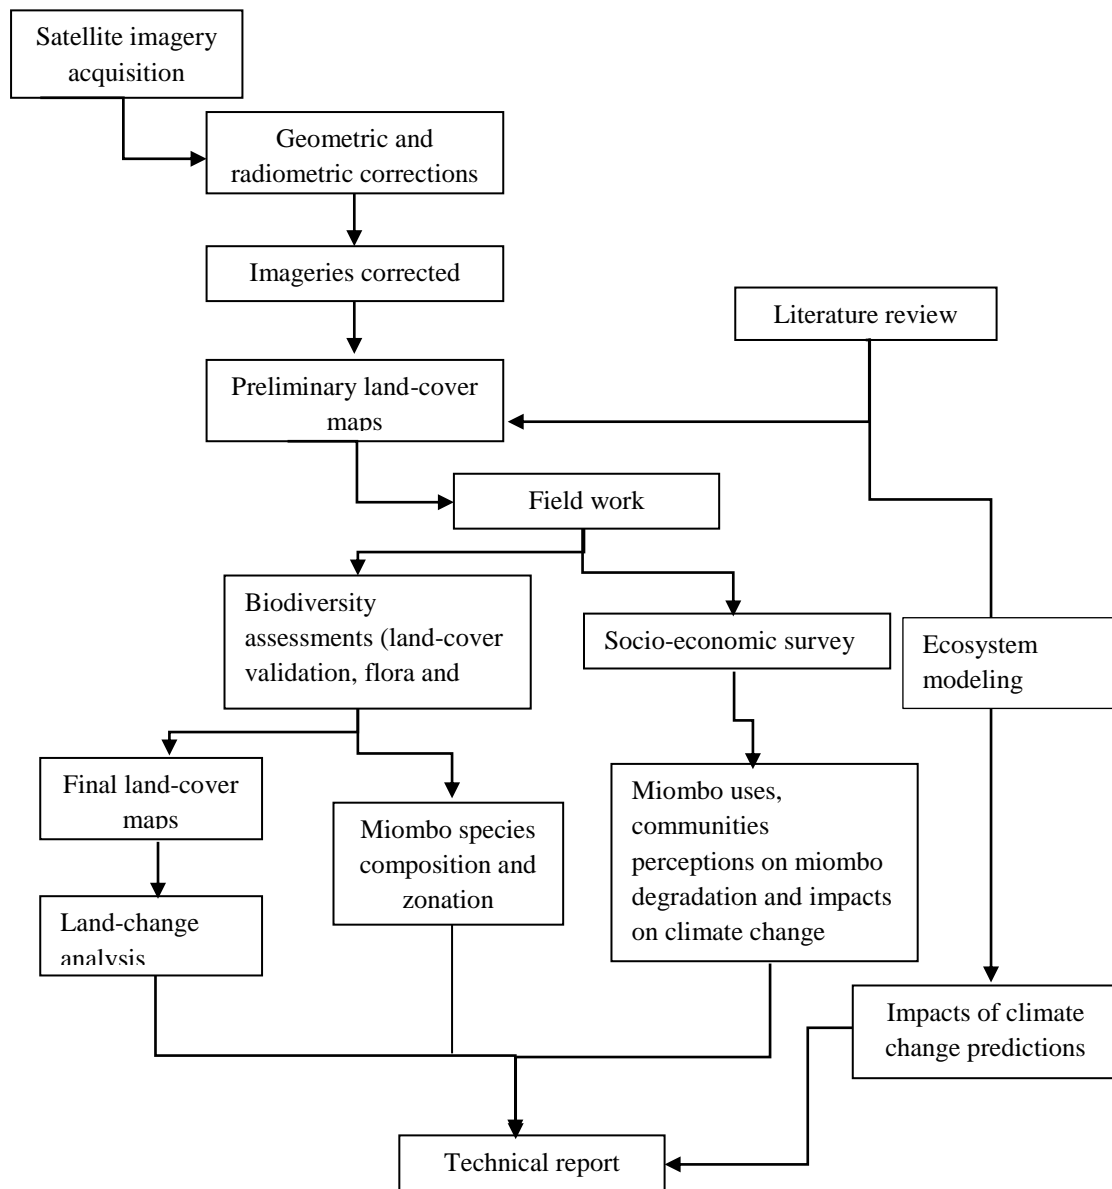 Satellite imagery
acquisition
Geometric and
radiometric corrections
Imageries corrected
Literature review
Preliminary land-cover
maps
Field work
Biodiversity
assessments (land-cover
validation, flora and
Socio-economic survey
Ecosystem
modeling
Final land-cover
maps
Miombo species
composition and
zonation
Miombo uses,
communities
perceptions on miombo
degradation and impacts
on climate change
Land-change
analysis
Impacts of climate
change predictions
Technical report